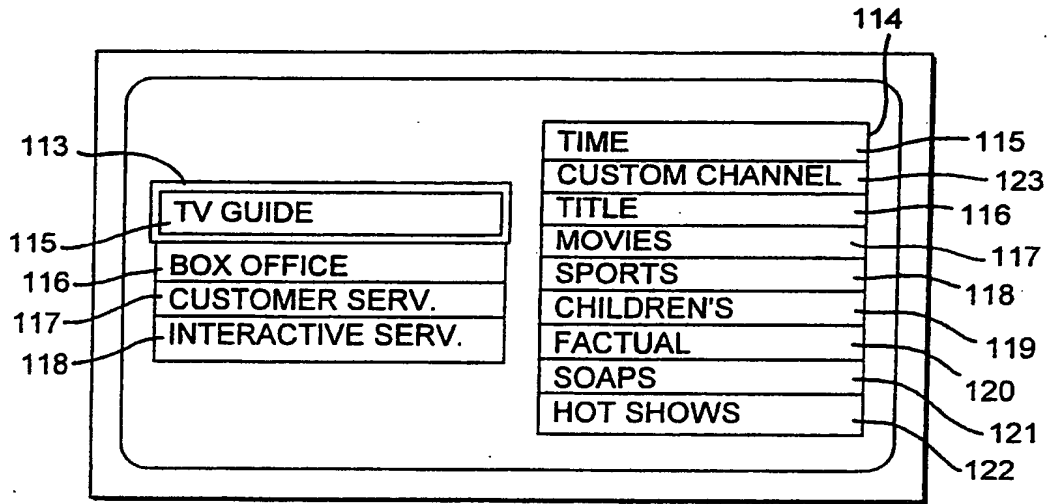 114
113
TIME
115
CUSTOM CHANNEL
123
TV GUIDE
TITLE
116
115
MOVIES
117
BOX OFFICE
116
SPORTS
118
CUSTOMER SERV.
117
CHILDREN'S
119
INTERACTIVE SERV.
118
FACTUAL
120
SOAPS
121
HOT SHOWS
122